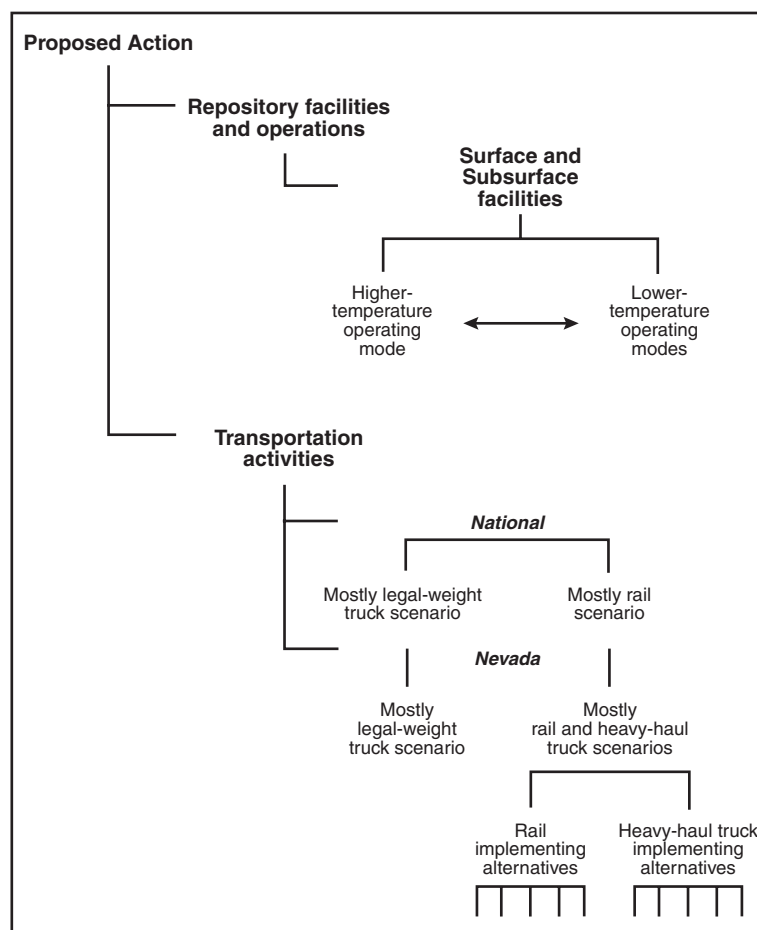 Proposed Action
Repository facilities
and operations
Surface and
Subsurface
facilities
Higher-
temperature
operating
mode
Lower-
temperature
operating
modes
Transportation
activities
National
Mostly legal-weight
truck scenario
Mostly rail
scenario
Nevada
Mostly
legal-weight
truck scenario
Mostly
rail and heavy-haul
truck scenarios
Rail
implementing
alternatives
Heavy-haul truck
implementing
alternatives